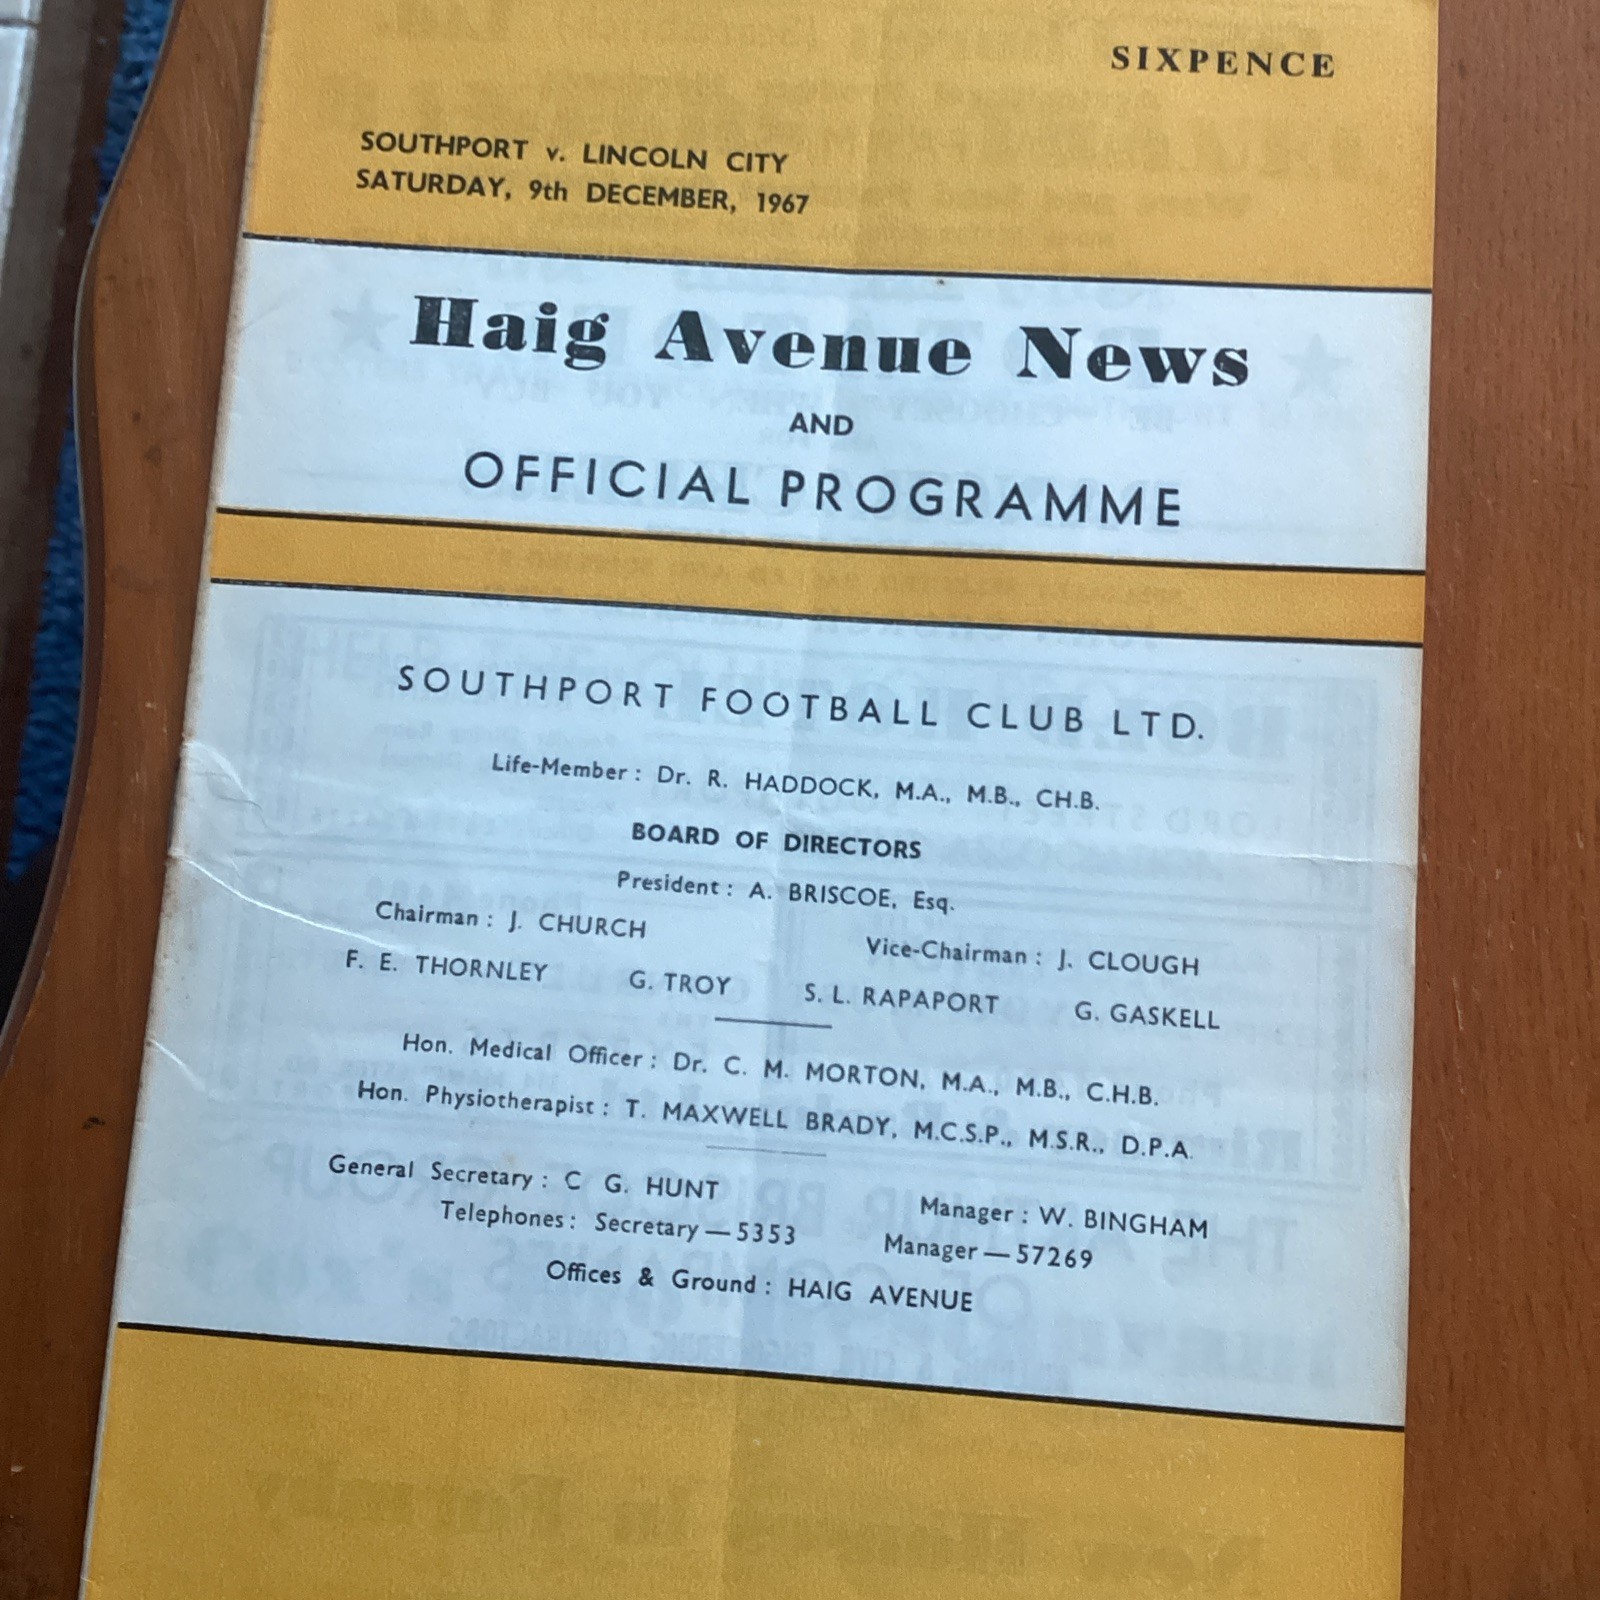 SIXPENCE
SOUTHPORT v. LINCOLN CITY
SATURDAY, 9th DECEMBER, 1967
Haig Avenue News
AND
OFFICIAL PROGRAMME
SOUTHPORT FOOTBALL CLUB LTD.
Life-Member : Dr. R. HADDOCK, M.A., M.B., CH.B.
BOARD OF DIRECTORS
President : A. BRISCOE, Esq.
Chairman : J. CHURCH Vice-Chairman : J. CLOUGH
F. E. THORNLEY G. TROY S. L. RAPAPORT G. GASKELL
Hon. Medical Officer : Dr. C. M. MORTON, M.A., M.B., C.H.B.
Hon. Physiotherapist : T. MAXWELL BRADY, M.C.S.P., M.S.R., D.P.A.
General Secretary : C G. HUNT Manager : W. BINGHAM
Telephones : Secretary — 5353 Manager — 57269
Offices & Ground : HAIG AVENUE